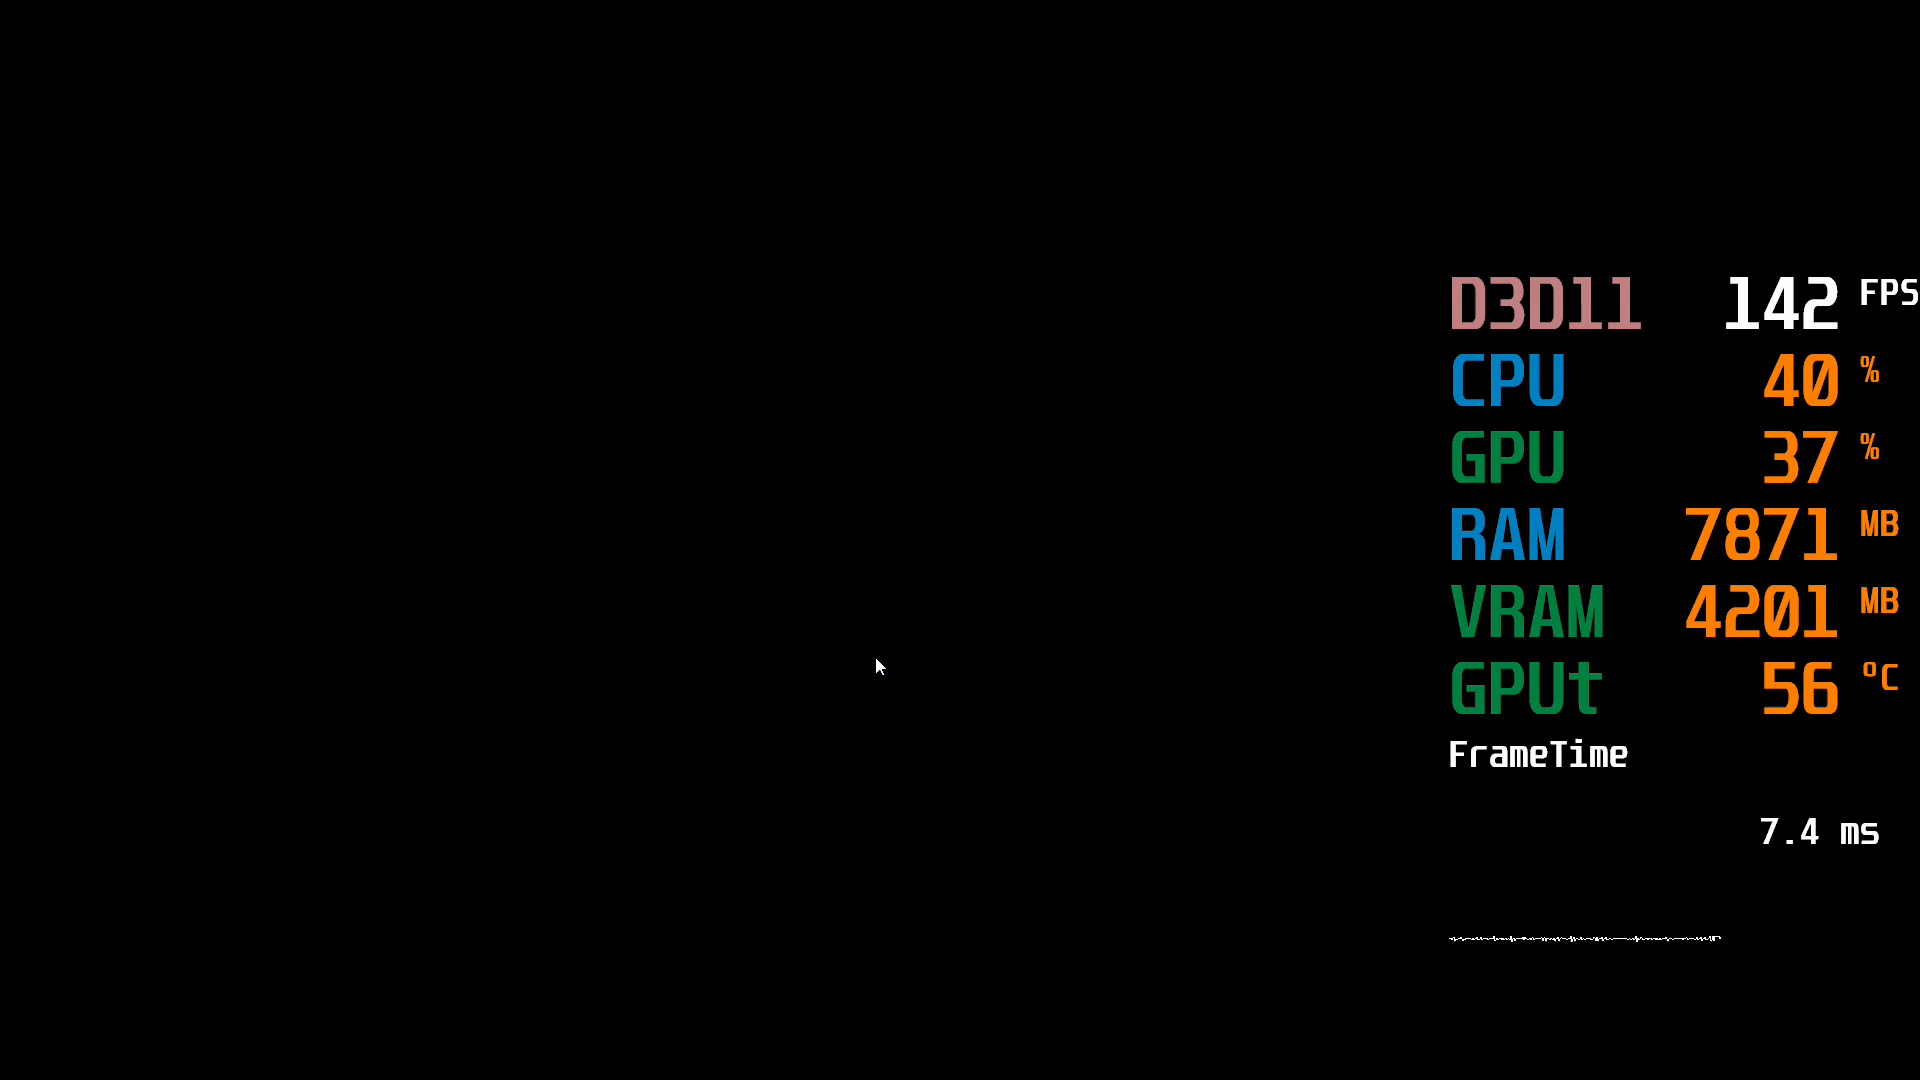 D3D11 142 FPS
CPU 40 %
GPU 37 %
RAM 7871 MB
VRAM 4201 MB
GPUt 56 °C
FrameTime
7.4 ms